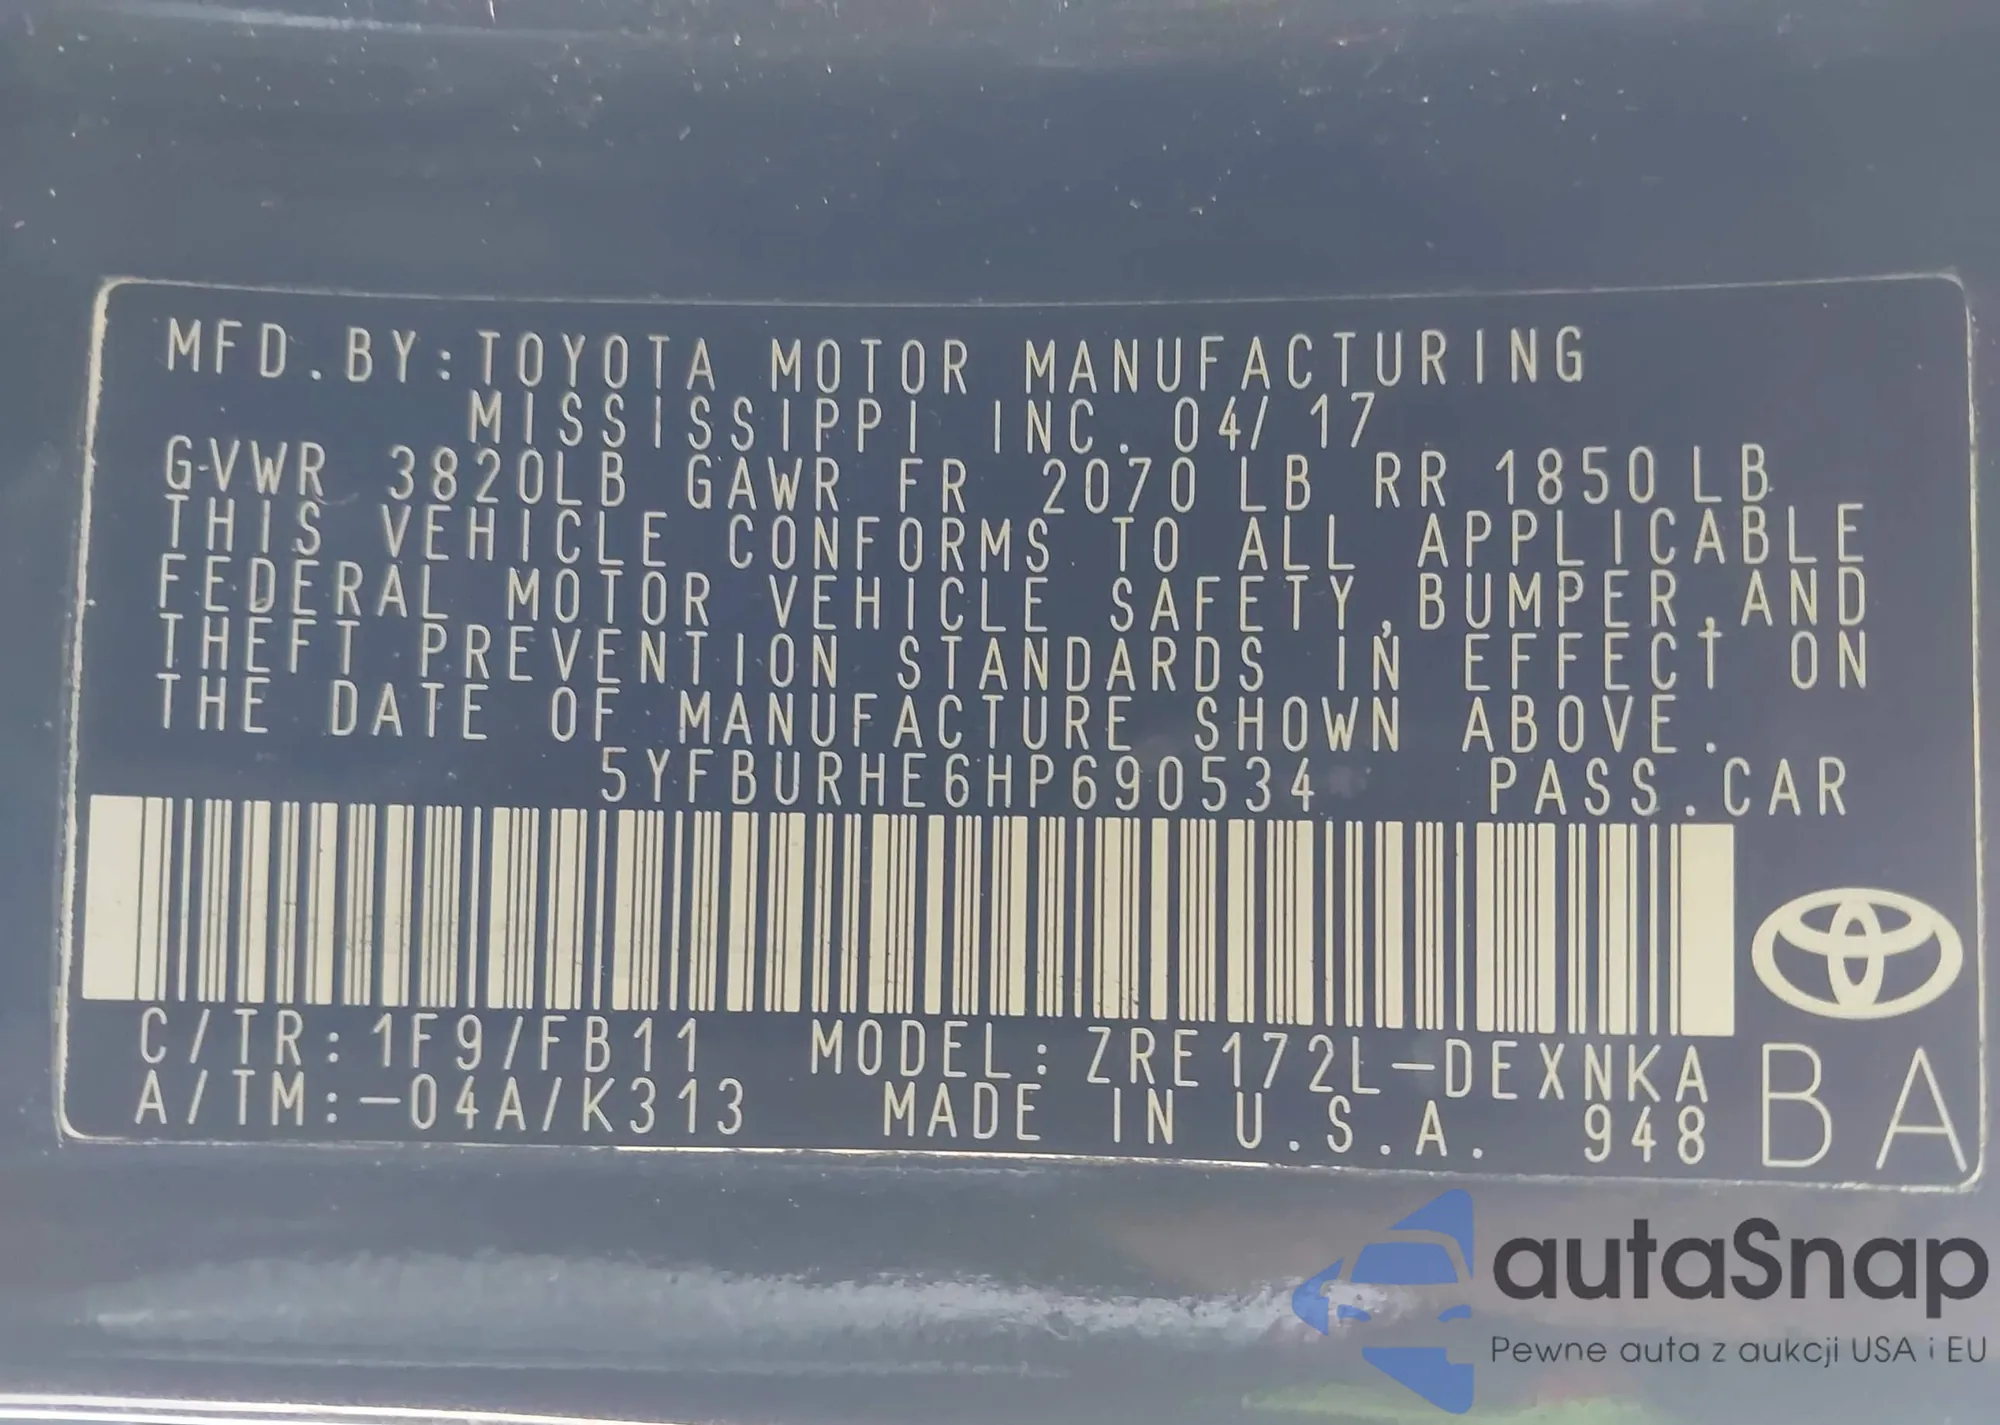 MFD.BY:TOYOTA MOTOR MANUFACTURING
MISSISSIPPI INC. 04/17
GVWR 3820LB GAWR FR 2070 LB RR 1850LB
THIS VEHICLE CONFORMS TO ALL APPLICABLE
FEDERAL MOTOR VEHICLE SAFETY,BUMPER,AND
THEFT PREVENTION STANDARDS IN EFFECT ON
THE DATE OF MANUFACTURE SHOWN ABOVE.
5YFBURHE6HP690534 PASS.CAR
C/TR:1F9/FB11 MODEL:ZRE172L-DEXNKA
A/TM:-04A/K313 MADE IN U.S.A. 948
BA
autaSnap
Pewne auta z aukcji USA i EU